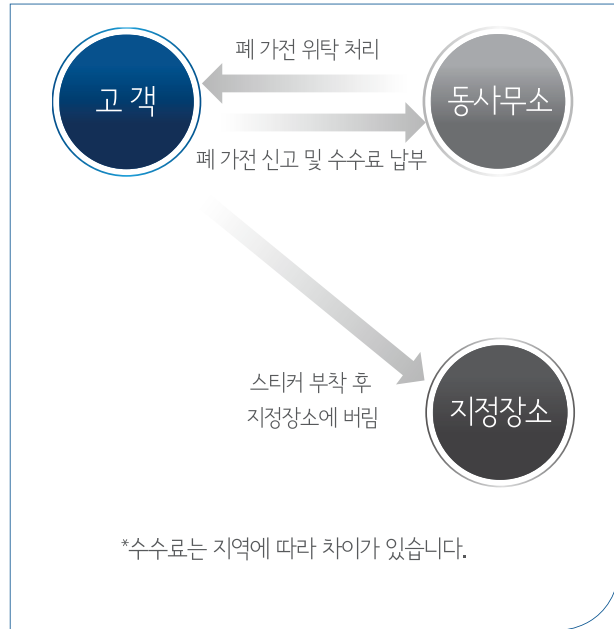 폐 가전 위탁 처리
고 객
동사무소
폐 가전 신고 및 수수료 납부
스티커 부착 후
지정장소에 버림
지정장소
*수수료는 지역에 따라 차이가 있습니다.